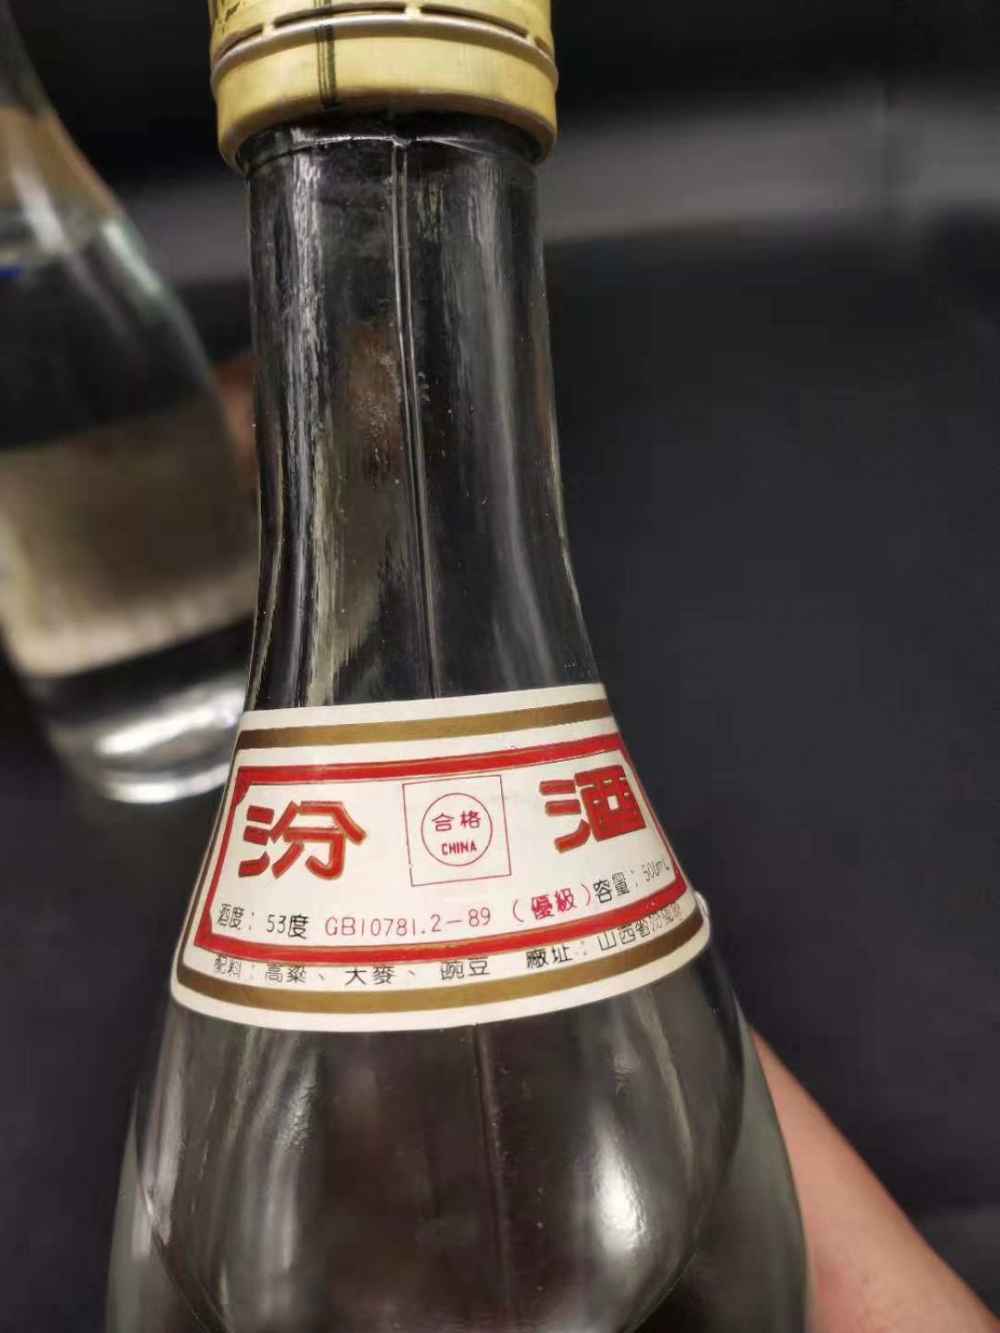 汾 酒
合格
CHINA
酒度：53度 GB10781.2－89 （優級）容量：500mL
配料：高粱、大麥、豌豆 廠址：山西省汾陽縣